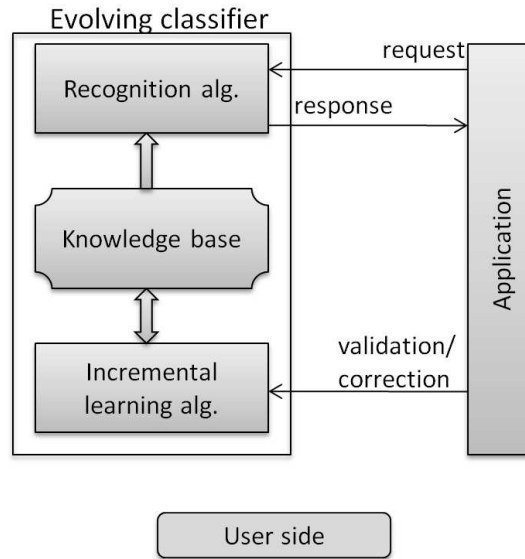 Evolving classifier
request
Recognition alg.
response
Knowledge base
Application
validation/
correction
Incremental
learning alg.
User side